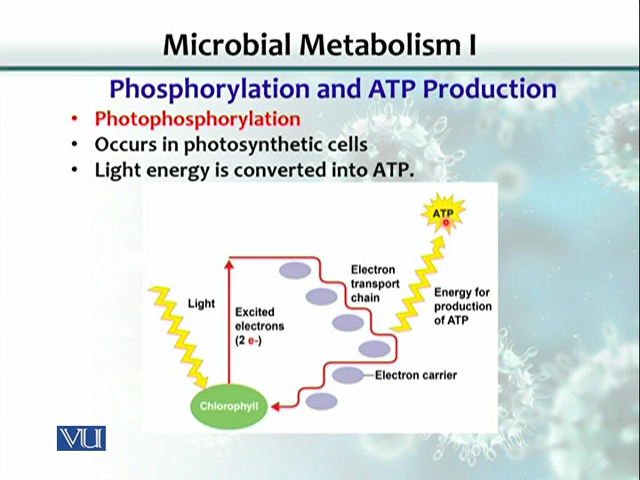 Microbial Metabolism I
Phosphorylation and ATP Production
• Photophosphorylation
• Occurs in photosynthetic cells
• Light energy is converted into ATP.
ATP
Electron
transport
chain
Light
Excited
electrons
(2 e-)
Energy for
production
of ATP
Electron carrier
Chlorophyll
VU